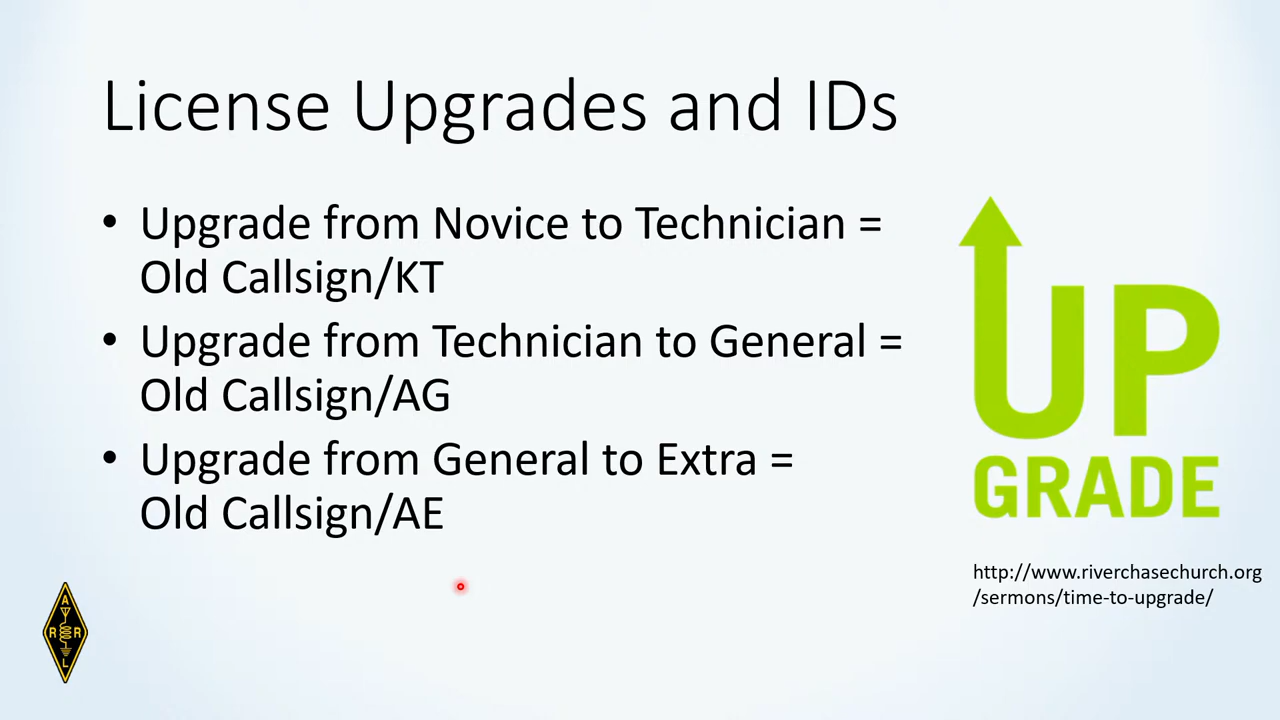 License Upgrades and IDs
• Upgrade from Novice to Technician =
Old Callsign/KT
• Upgrade from Technician to General =
Old Callsign/AG
• Upgrade from General to Extra =
Old Callsign/AE
UP
GRADE
http://www.riverchasechurch.org
/sermons/time-to-upgrade/
A
R R
L